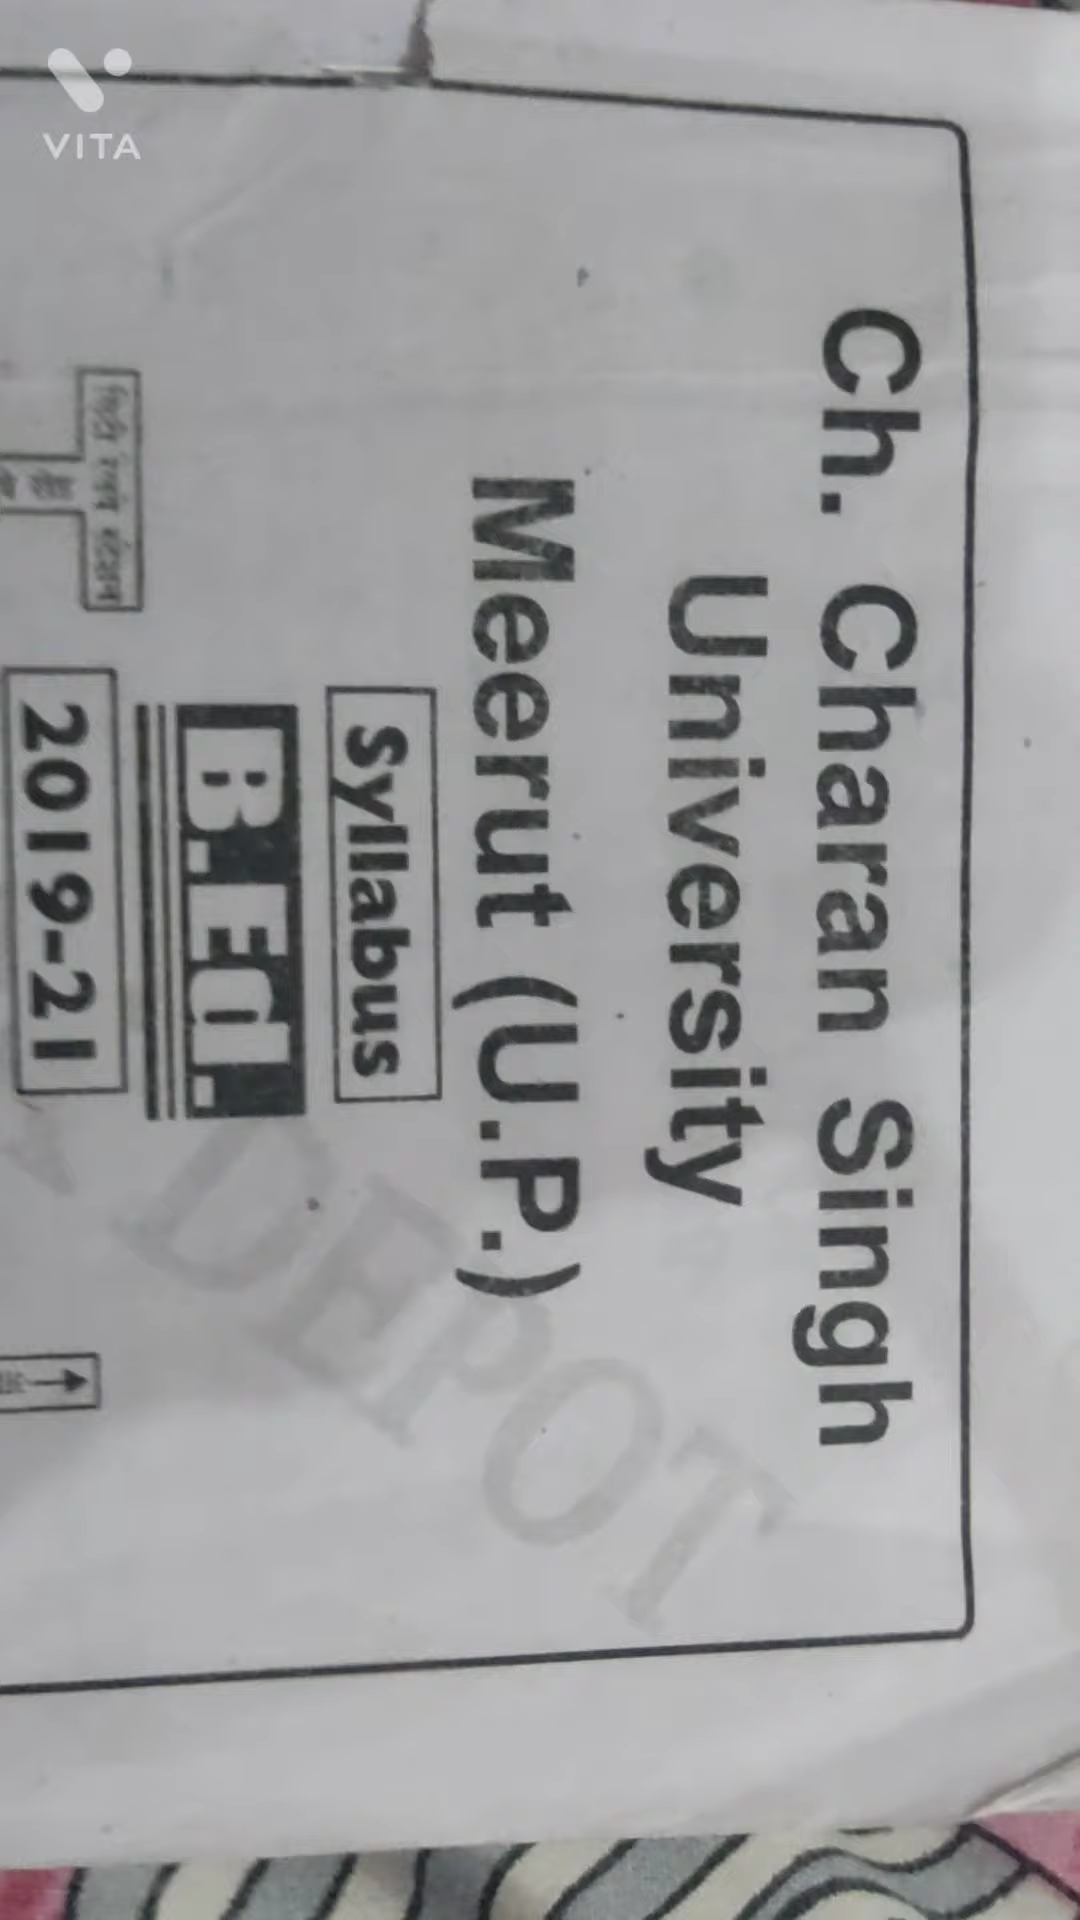 VITA
Ch. Charan Singh
University
Meerut (U.P.)
Syllabus
B.Ed.
2019-21
DEPOT